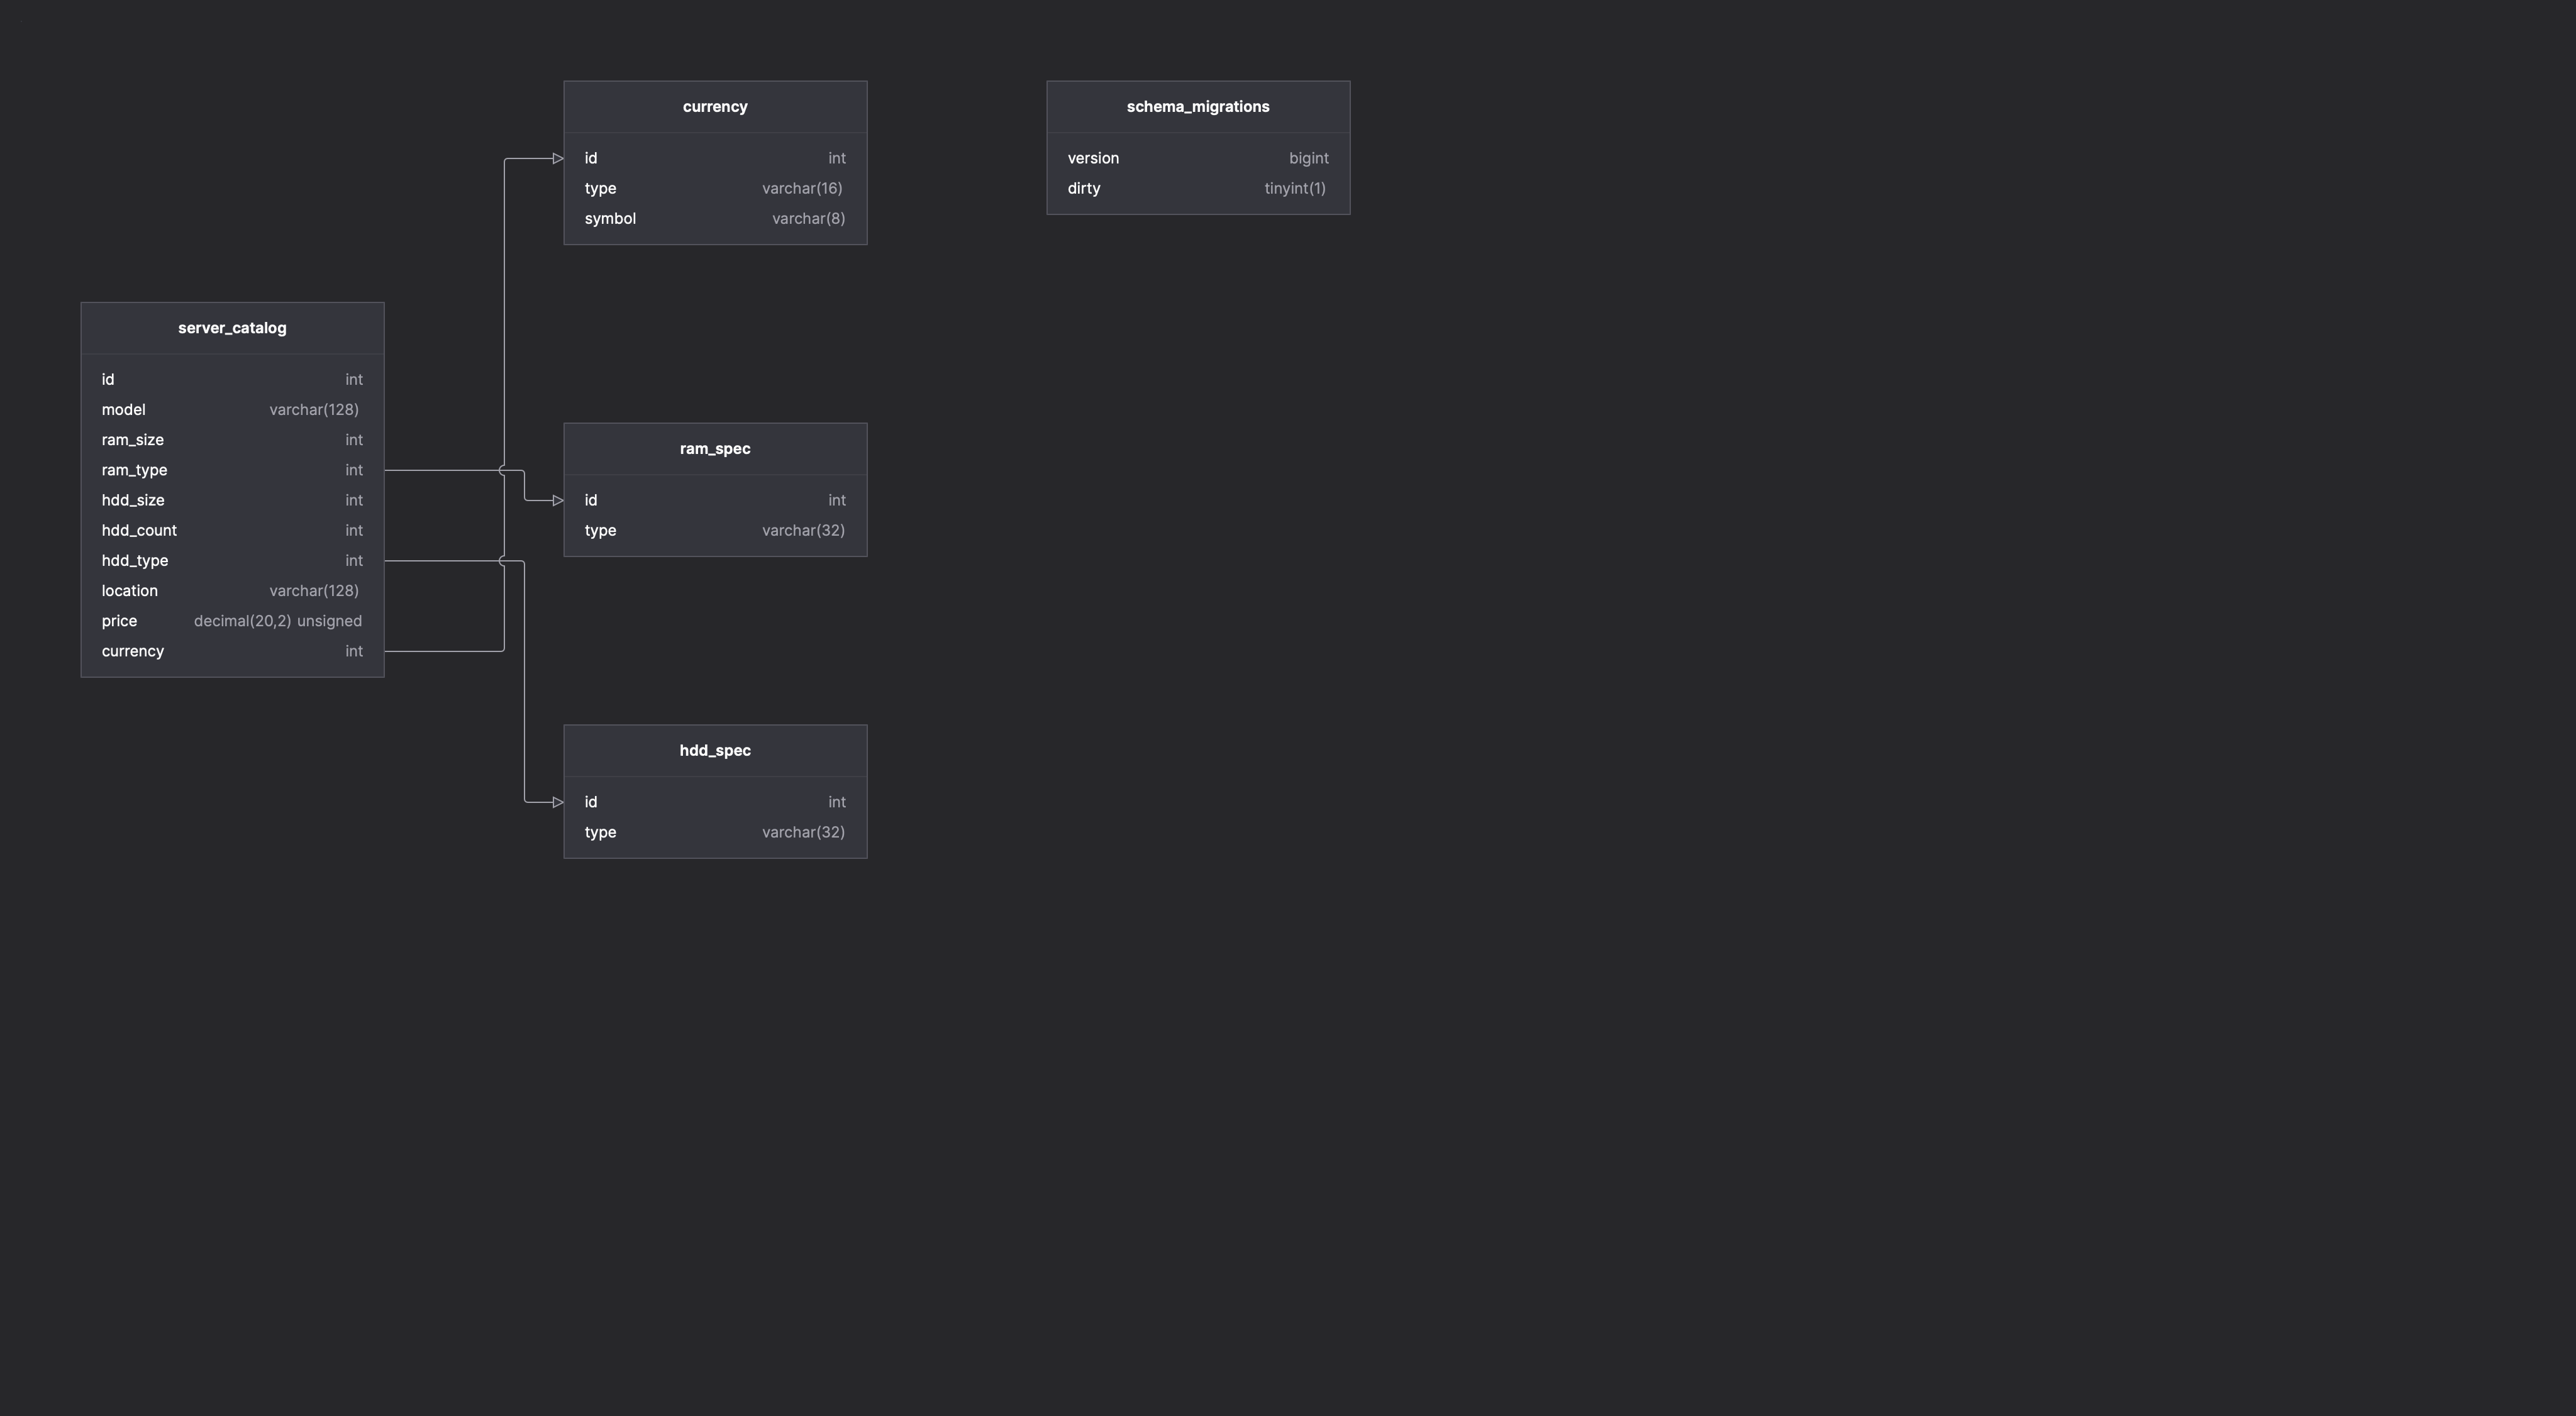 currency
id int
type varchar(16)
symbol varchar(8)
schema_migrations
version bigint
dirty tinyint(1)
server_catalog
id int
model varchar(128)
ram_size int
ram_type int
hdd_size int
hdd_count int
hdd_type int
location varchar(128)
price decimal(20,2) unsigned
currency int
ram_spec
id int
type varchar(32)
hdd_spec
id int
type varchar(32)